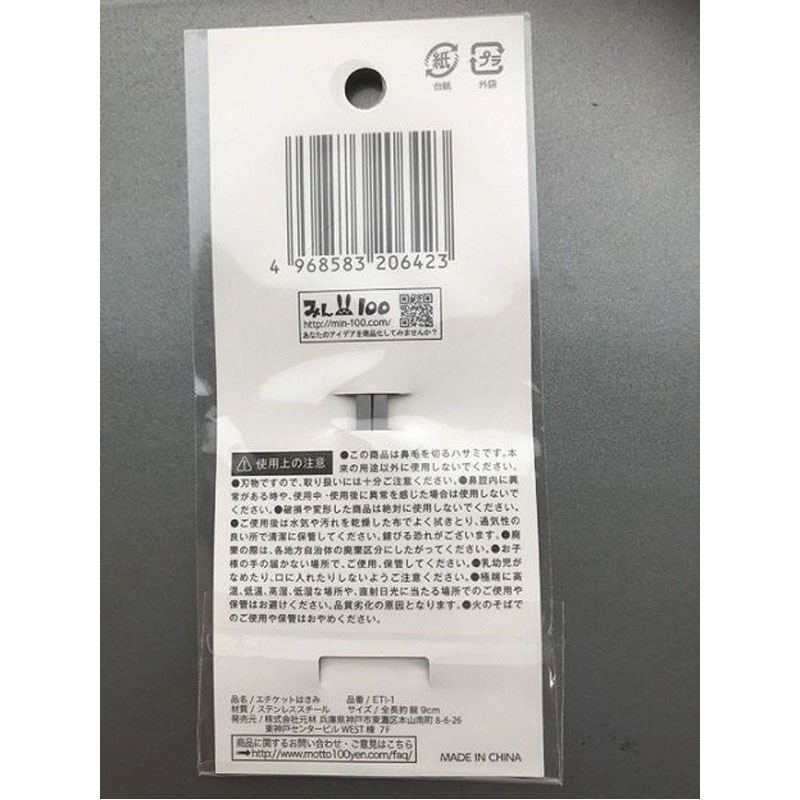 紙 プラ
台紙 外袋
4 968583 206423
みん 100
http://min-100.com/
あなたのアイデアを商品化してみませんか?
使用上の注意 ●この商品は鼻毛を切るハサミです。本
来の用途以外に使用しないでください。
●刃物ですので、取り扱いには十分ご注意ください。●鼻腔内に異
常がある時や、使用中・使用後に異常を感じた場合は使用しないで
ください。●破損や変形した商品は絶対に使用しないでください。
●ご使用後は水気や汚れを乾燥した布でよく拭きとり、通気性の
良い所で清潔に保管してください。錆びる恐れがございます。●廃
棄の際は、各地方自治体の廃棄区分にしたがってください。●お子
様の手の届かない場所で、ご使用、保管してください。●乳幼児が
なめたり、口に入れたりしないようご注意ください。●極端に高
温、低温、高湿、低湿な場所や、直射日光に当たる場所でのご使用や
保管はお避けください。品質劣化の原因となります。●火のそばで
のご使用や保管はおやめください。
品名/エチケットはさみ 品番/ETI-1
材質/ステンレススチール サイズ/全長約 縦 9cm
発売元/株式会社元林 兵庫県神戸市東灘区本山南町 8-6-26
東神戸センタービル WEST 棟 7F
商品に関するお問い合わせ・ご意見はこちら
http://www.motto100yen.com/faq/
MADE IN CHINA